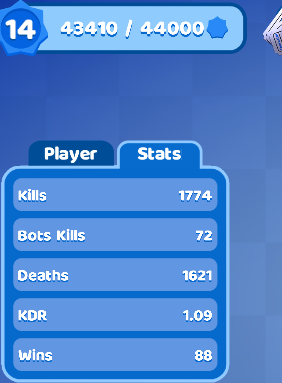 14 43410 / 44000
Player Stats
Kills 1774
Bots Kills 72
Deaths 1621
KDR 1.09
Wins 88